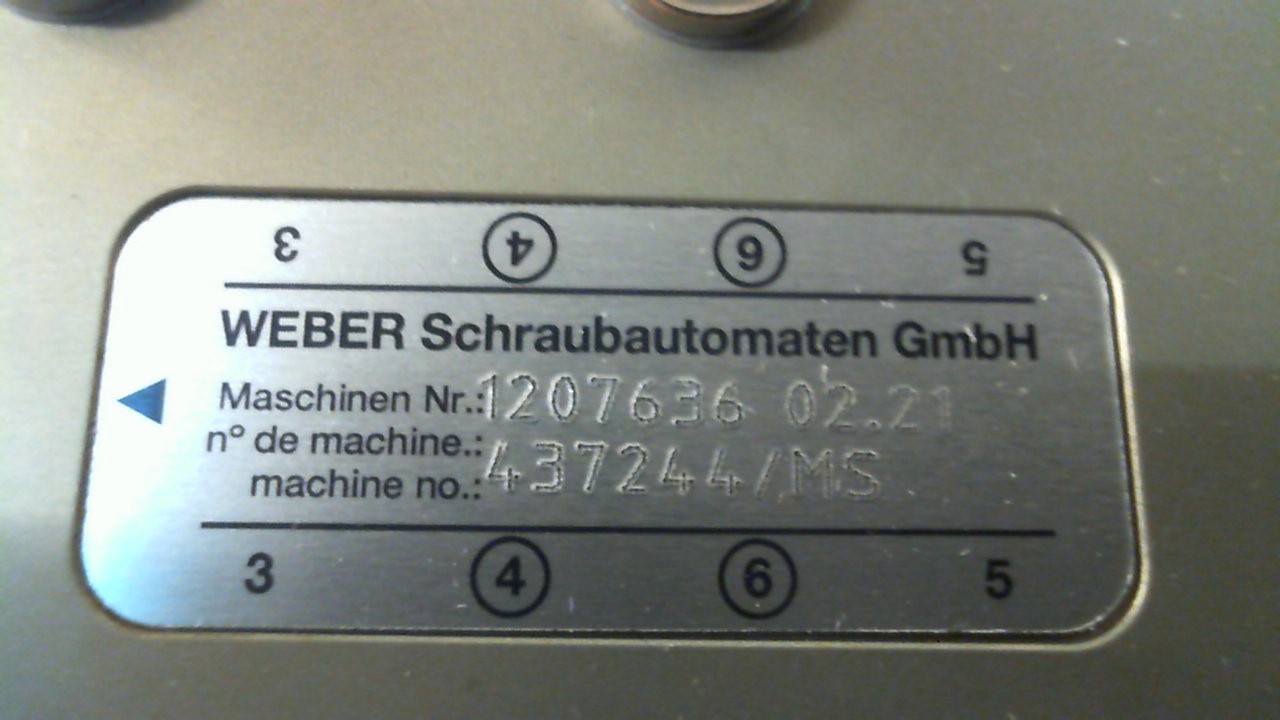 3 4 6 5
WEBER Schraubautomaten GmbH
Maschinen Nr.:1207636 02.21
n° de machine.:
machine no.:437244/MS
3 4 6 5